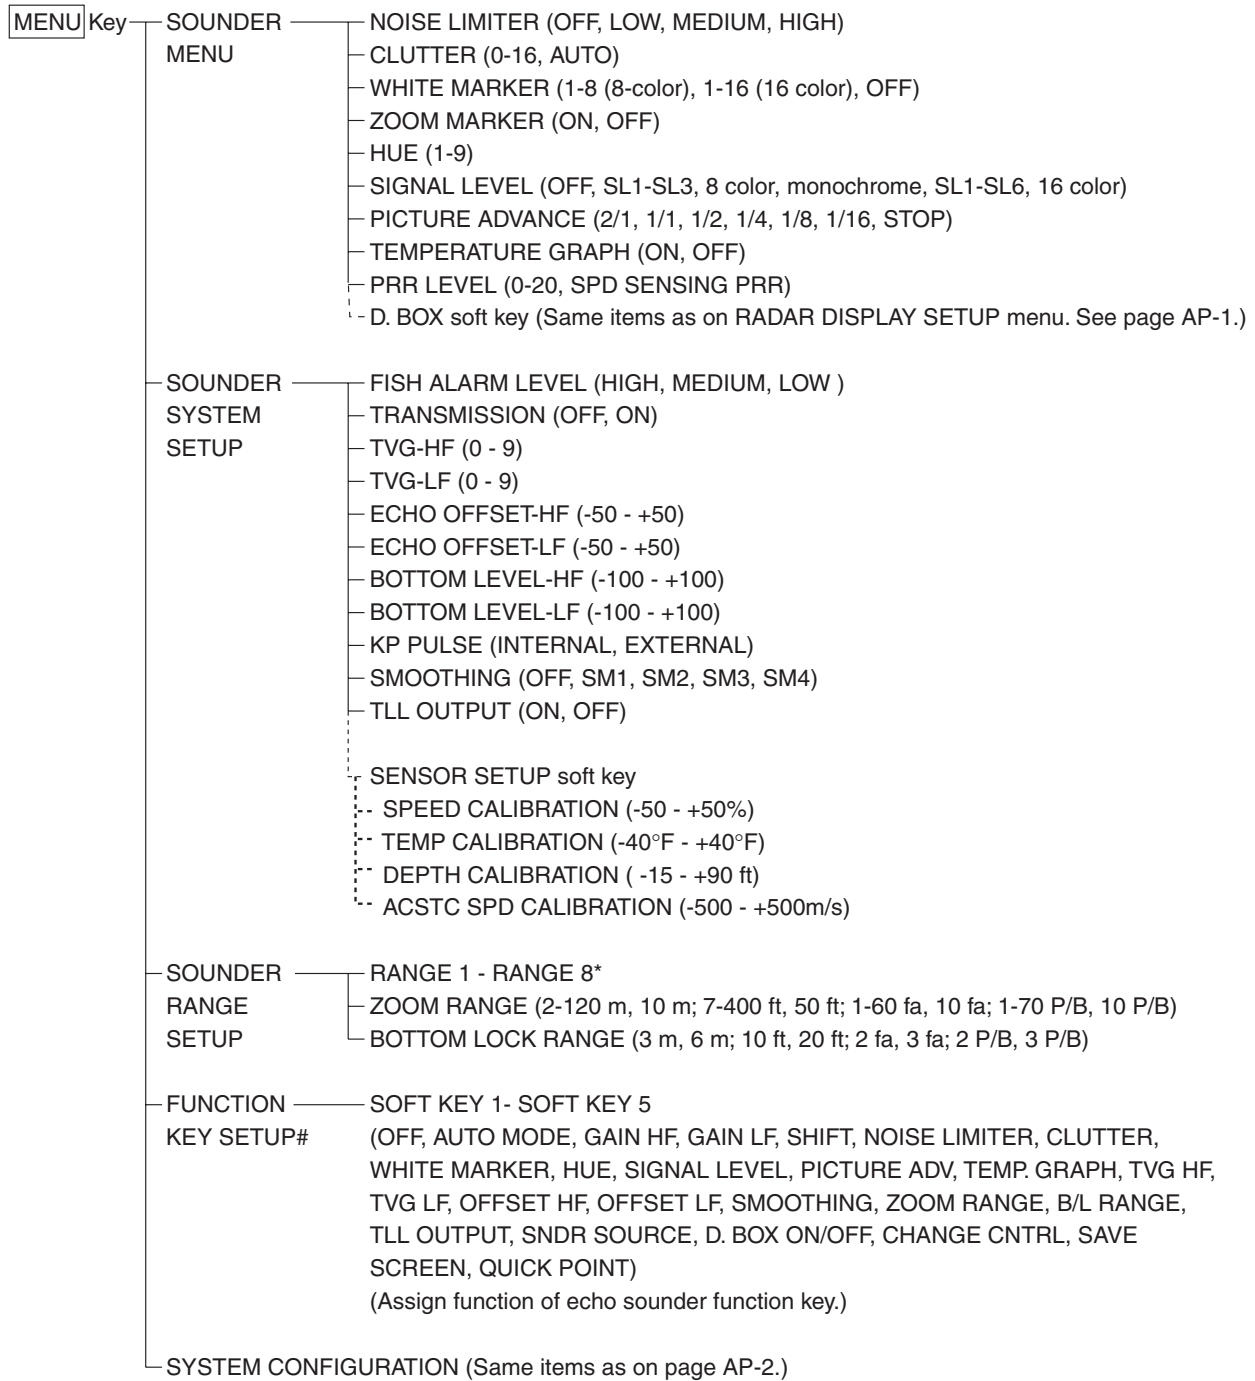 MENU Key SOUNDER NOISE LIMITER (OFF, LOW, MEDIUM, HIGH)
MENU CLUTTER (0-16, AUTO)
WHITE MARKER (1-8 (8-color), 1-16 (16 color), OFF)
ZOOM MARKER (ON, OFF)
HUE (1-9)
SIGNAL LEVEL (OFF, SL1-SL3, 8 color, monochrome, SL1-SL6, 16 color)
PICTURE ADVANCE (2/1, 1/1, 1/2, 1/4, 1/8, 1/16, STOP)
TEMPERATURE GRAPH (ON, OFF)
PRR LEVEL (0-20, SPD SENSING PRR)
D. BOX soft key (Same items as on RADAR DISPLAY SETUP menu. See page AP-1.)
SOUNDER FISH ALARM LEVEL (HIGH, MEDIUM, LOW )
SYSTEM TRANSMISSION (OFF, ON)
SETUP TVG-HF (0 - 9)
TVG-LF (0 - 9)
ECHO OFFSET-HF (-50 - +50)
ECHO OFFSET-LF (-50 - +50)
BOTTOM LEVEL-HF (-100 - +100)
BOTTOM LEVEL-LF (-100 - +100)
KP PULSE (INTERNAL, EXTERNAL)
SMOOTHING (OFF, SM1, SM2, SM3, SM4)
TLL OUTPUT (ON, OFF)
SENSOR SETUP soft key
SPEED CALIBRATION (-50 - +50%)
TEMP CALIBRATION (-40°F - +40°F)
DEPTH CALIBRATION ( -15 - +90 ft)
ACSTC SPD CALIBRATION (-500 - +500m/s)
SOUNDER RANGE 1 - RANGE 8*
RANGE ZOOM RANGE (2-120 m, 10 m; 7-400 ft, 50 ft; 1-60 fa, 10 fa; 1-70 P/B, 10 P/B)
SETUP BOTTOM LOCK RANGE (3 m, 6 m; 10 ft, 20 ft; 2 fa, 3 fa; 2 P/B, 3 P/B)
FUNCTION SOFT KEY 1- SOFT KEY 5
KEY SETUP# (OFF, AUTO MODE, GAIN HF, GAIN LF, SHIFT, NOISE LIMITER, CLUTTER,
WHITE MARKER, HUE, SIGNAL LEVEL, PICTURE ADV, TEMP. GRAPH, TVG HF,
TVG LF, OFFSET HF, OFFSET LF, SMOOTHING, ZOOM RANGE, B/L RANGE,
TLL OUTPUT, SNDR SOURCE, D. BOX ON/OFF, CHANGE CNTRL, SAVE
SCREEN, QUICK POINT)
(Assign function of echo sounder function key.)
SYSTEM CONFIGURATION (Same items as on page AP-2.)